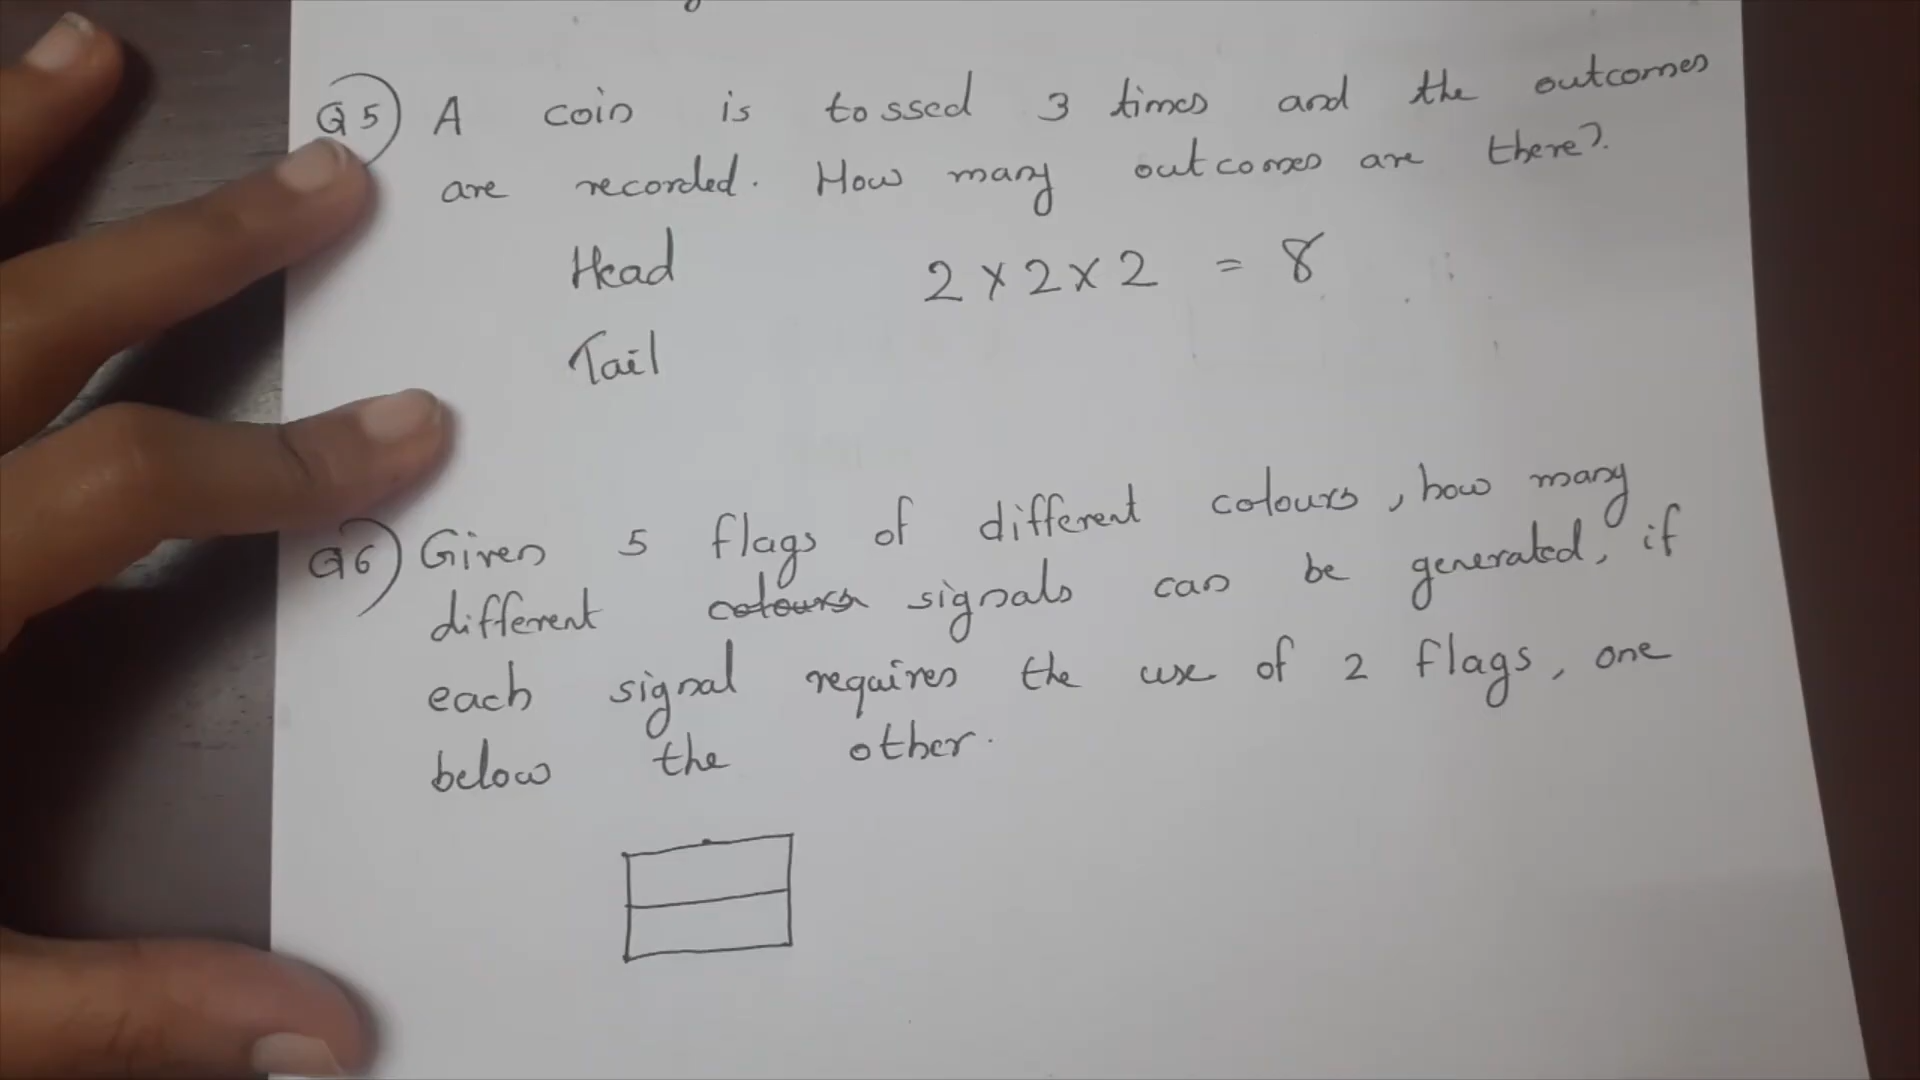 Q5) A coin is tossed 3 times and the outcomes
are recorded. How many outcomes are there?
Head 2 × 2 × 2 = 8
Tail
Q6) Given 5 flags of different colours, how many
different colours signals can be generated, if
each signal requires the use of 2 flags, one
below the other.